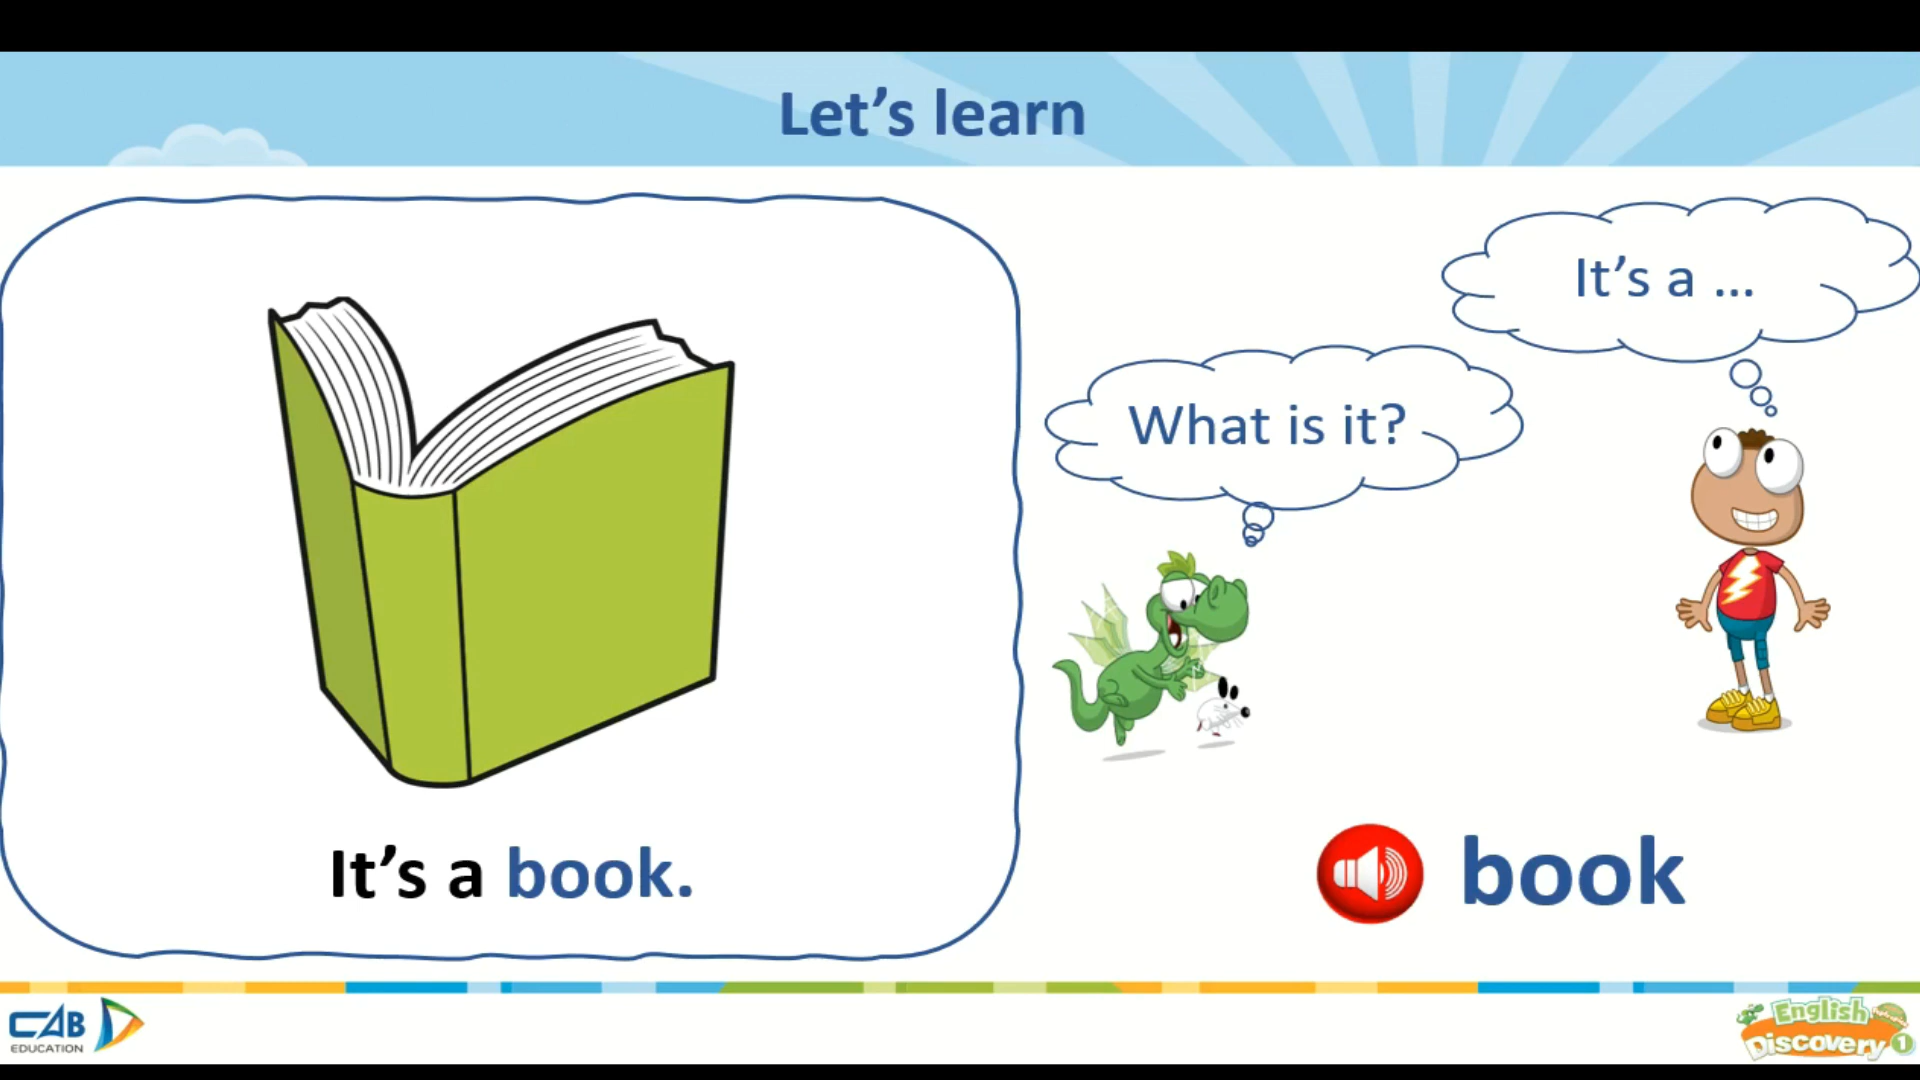 Let's learn
It's a ...
What is it?
It's a book.
book
CAB
EDUCATION
English
Discovery 1